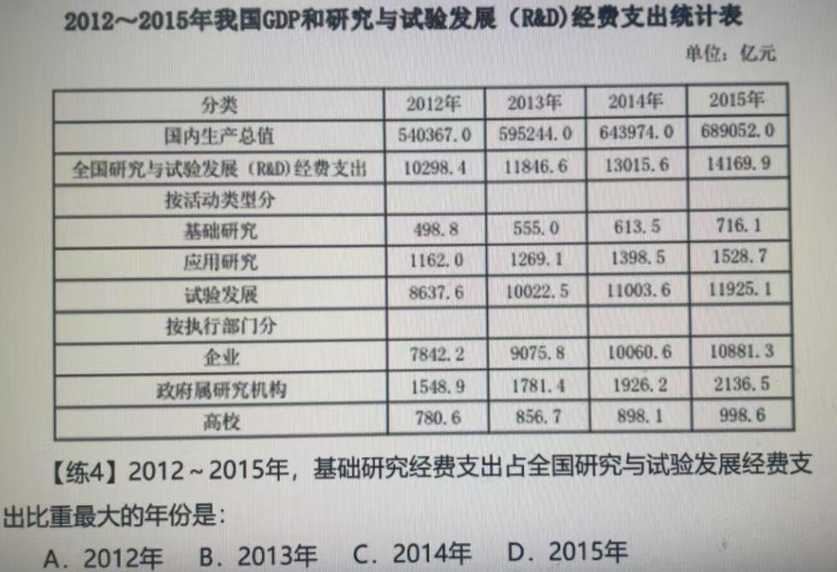 2012～2015年我国GDP和研究与试验发展（R&D)经费支出统计表
单位：亿元
分类 2012年 2013年 2014年 2015年
国内生产总值 540367.0 595244.0 643974.0 689052.0
全国研究与试验发展（R&D)经费支出 10298.4 11846.6 13015.6 14169.9
按活动类型分
基础研究 498.8 555.0 613.5 716.1
应用研究 1162.0 1269.1 1398.5 1528.7
试验发展 8637.6 10022.5 11003.6 11925.1
按执行部门分
企业 7842.2 9075.8 10060.6 10881.3
政府属研究机构 1548.9 1781.4 1926.2 2136.5
高校 780.6 856.7 898.1 998.6
【练4】2012～2015年，基础研究经费支出占全国研究与试验发展经费支
出比重最大的年份是：
A. 2012年 B. 2013年 C. 2014年 D. 2015年